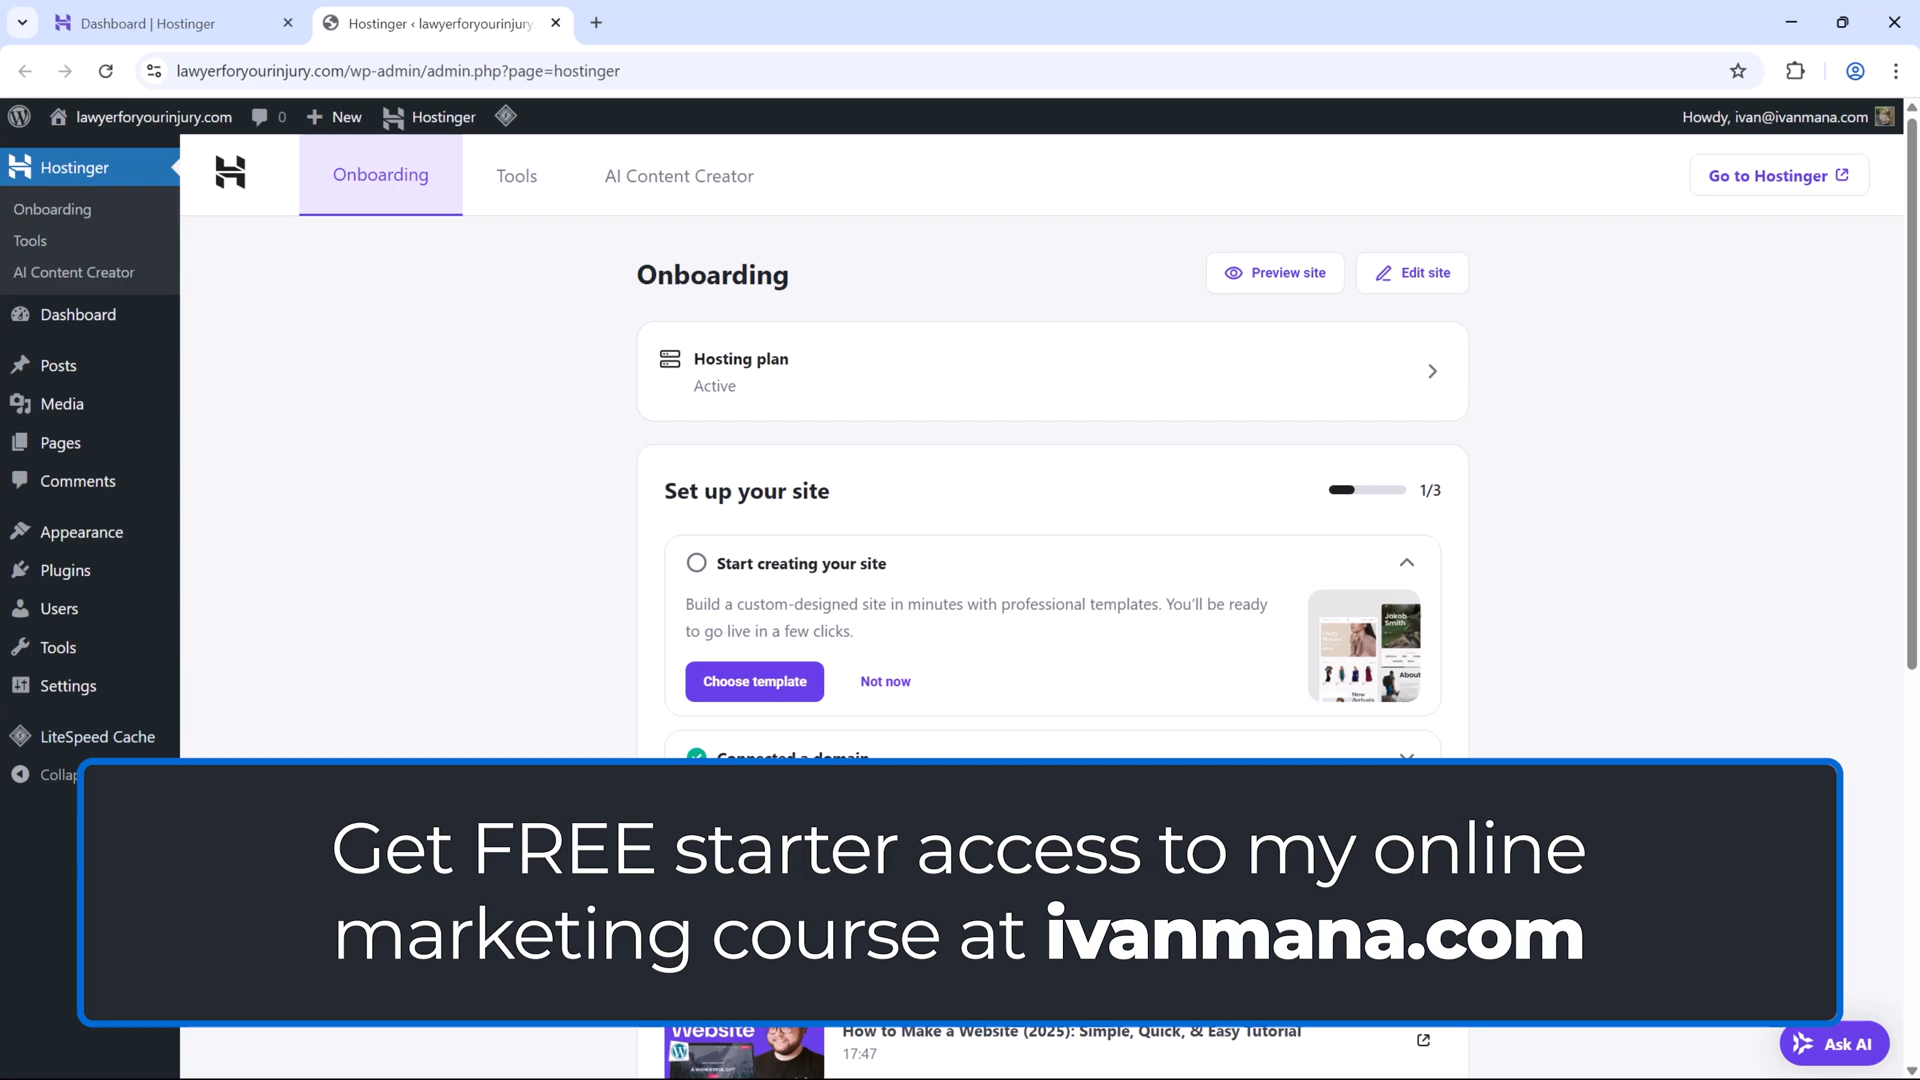 Dashboard | Hostinger
Hostinger ‹ lawyerforyourinjury.
lawyerforyourinjury.com/wp-admin/admin.php?page=hostinger
lawyerforyourinjury.com
0
New
Hostinger
Howdy, ivan@ivanmana.com
Hostinger
Onboarding
Tools
AI Content Creator
Dashboard
Posts
Media
Pages
Comments
Appearance
Plugins
Users
Tools
Settings
LiteSpeed Cache
Collap
Onboarding
Tools
AI Content Creator
Go to Hostinger
Onboarding
Preview site
Edit site
Hosting plan
Active
Set up your site
1/3
Start creating your site
Build a custom-designed site in minutes with professional templates. You'll be ready
to go live in a few clicks.
Choose template
Not now
Jakob
Smith
About
New
Connected a domain
Get FREE starter access to my online
marketing course at ivanmana.com
Website
How to Make a Website (2025): Simple, Quick, & Easy Tutorial
17:47
Ask AI